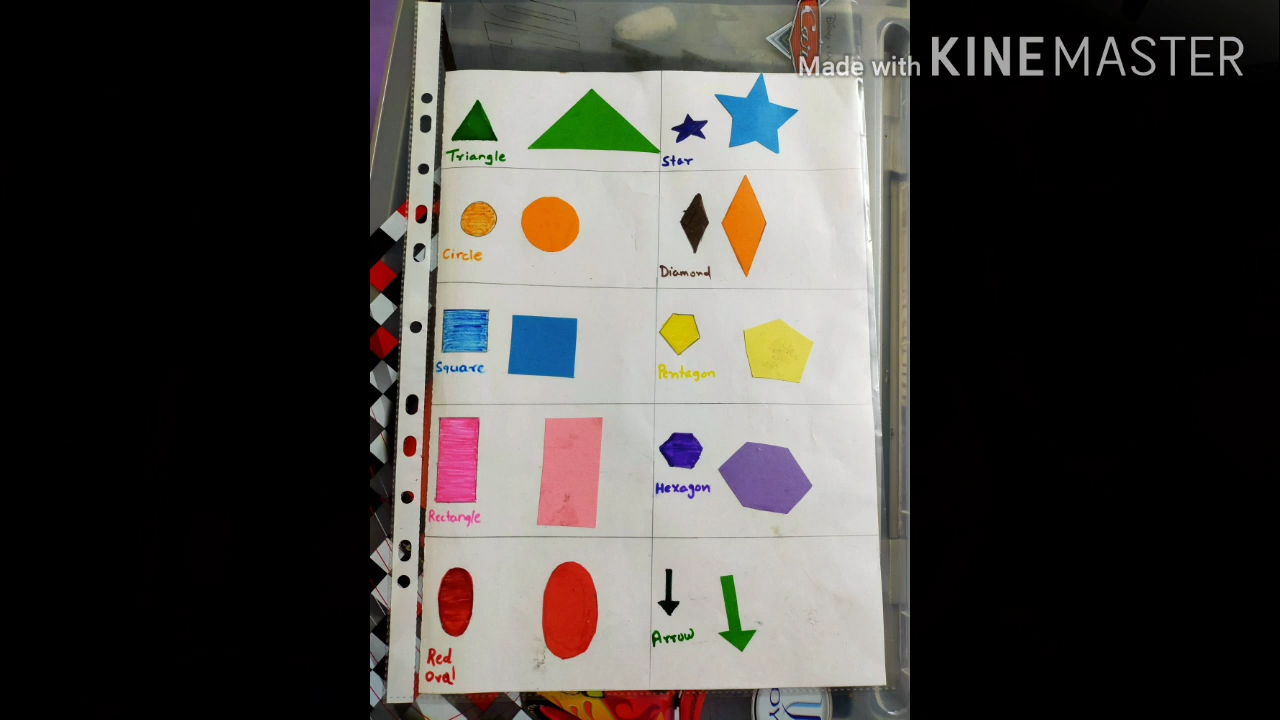 Made with KINEMASTER
Triangle
Star
Circle
Diamond
Square
Pentagon
Rectangle
Hexagon
Red
Oval
Arrow